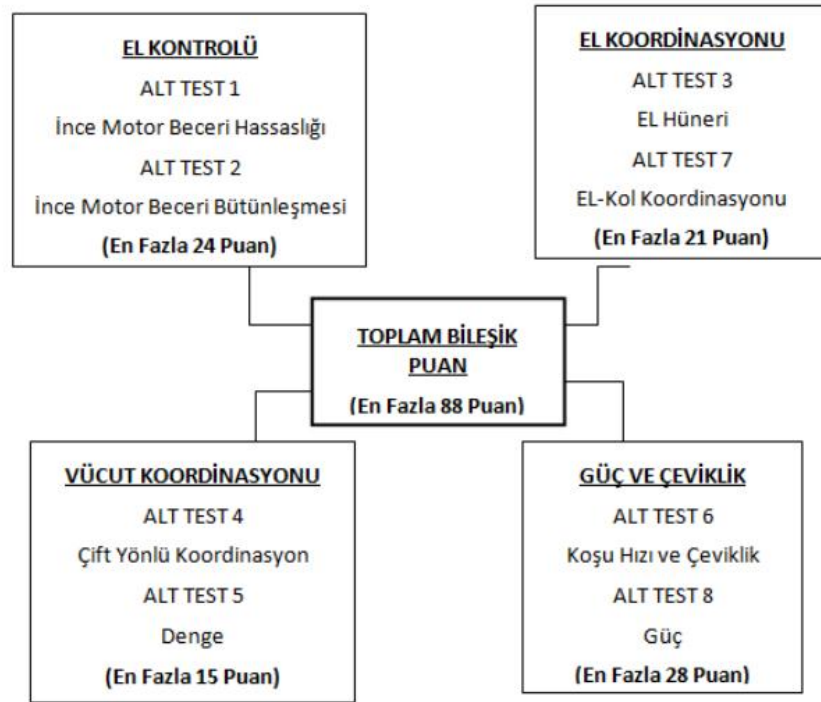 EL KONTROLÜ
ALT TEST 1
İnce Motor Beceri Hassaslığı
ALT TEST 2
İnce Motor Beceri Bütünleşmesi
(En Fazla 24 Puan)
EL KOORDİNASYONU
ALT TEST 3
EL Hüneri
ALT TEST 7
EL-Kol Koordinasyonu
(En Fazla 21 Puan)
TOPLAM BİLEŞİK
PUAN
(En Fazla 88 Puan)
VÜCUT KOORDİNASYONU
ALT TEST 4
Çift Yönlü Koordinasyon
ALT TEST 5
Denge
(En Fazla 15 Puan)
GÜÇ VE ÇEVİKLİK
ALT TEST 6
Koşu Hızı ve Çeviklik
ALT TEST 8
Güç
(En Fazla 28 Puan)